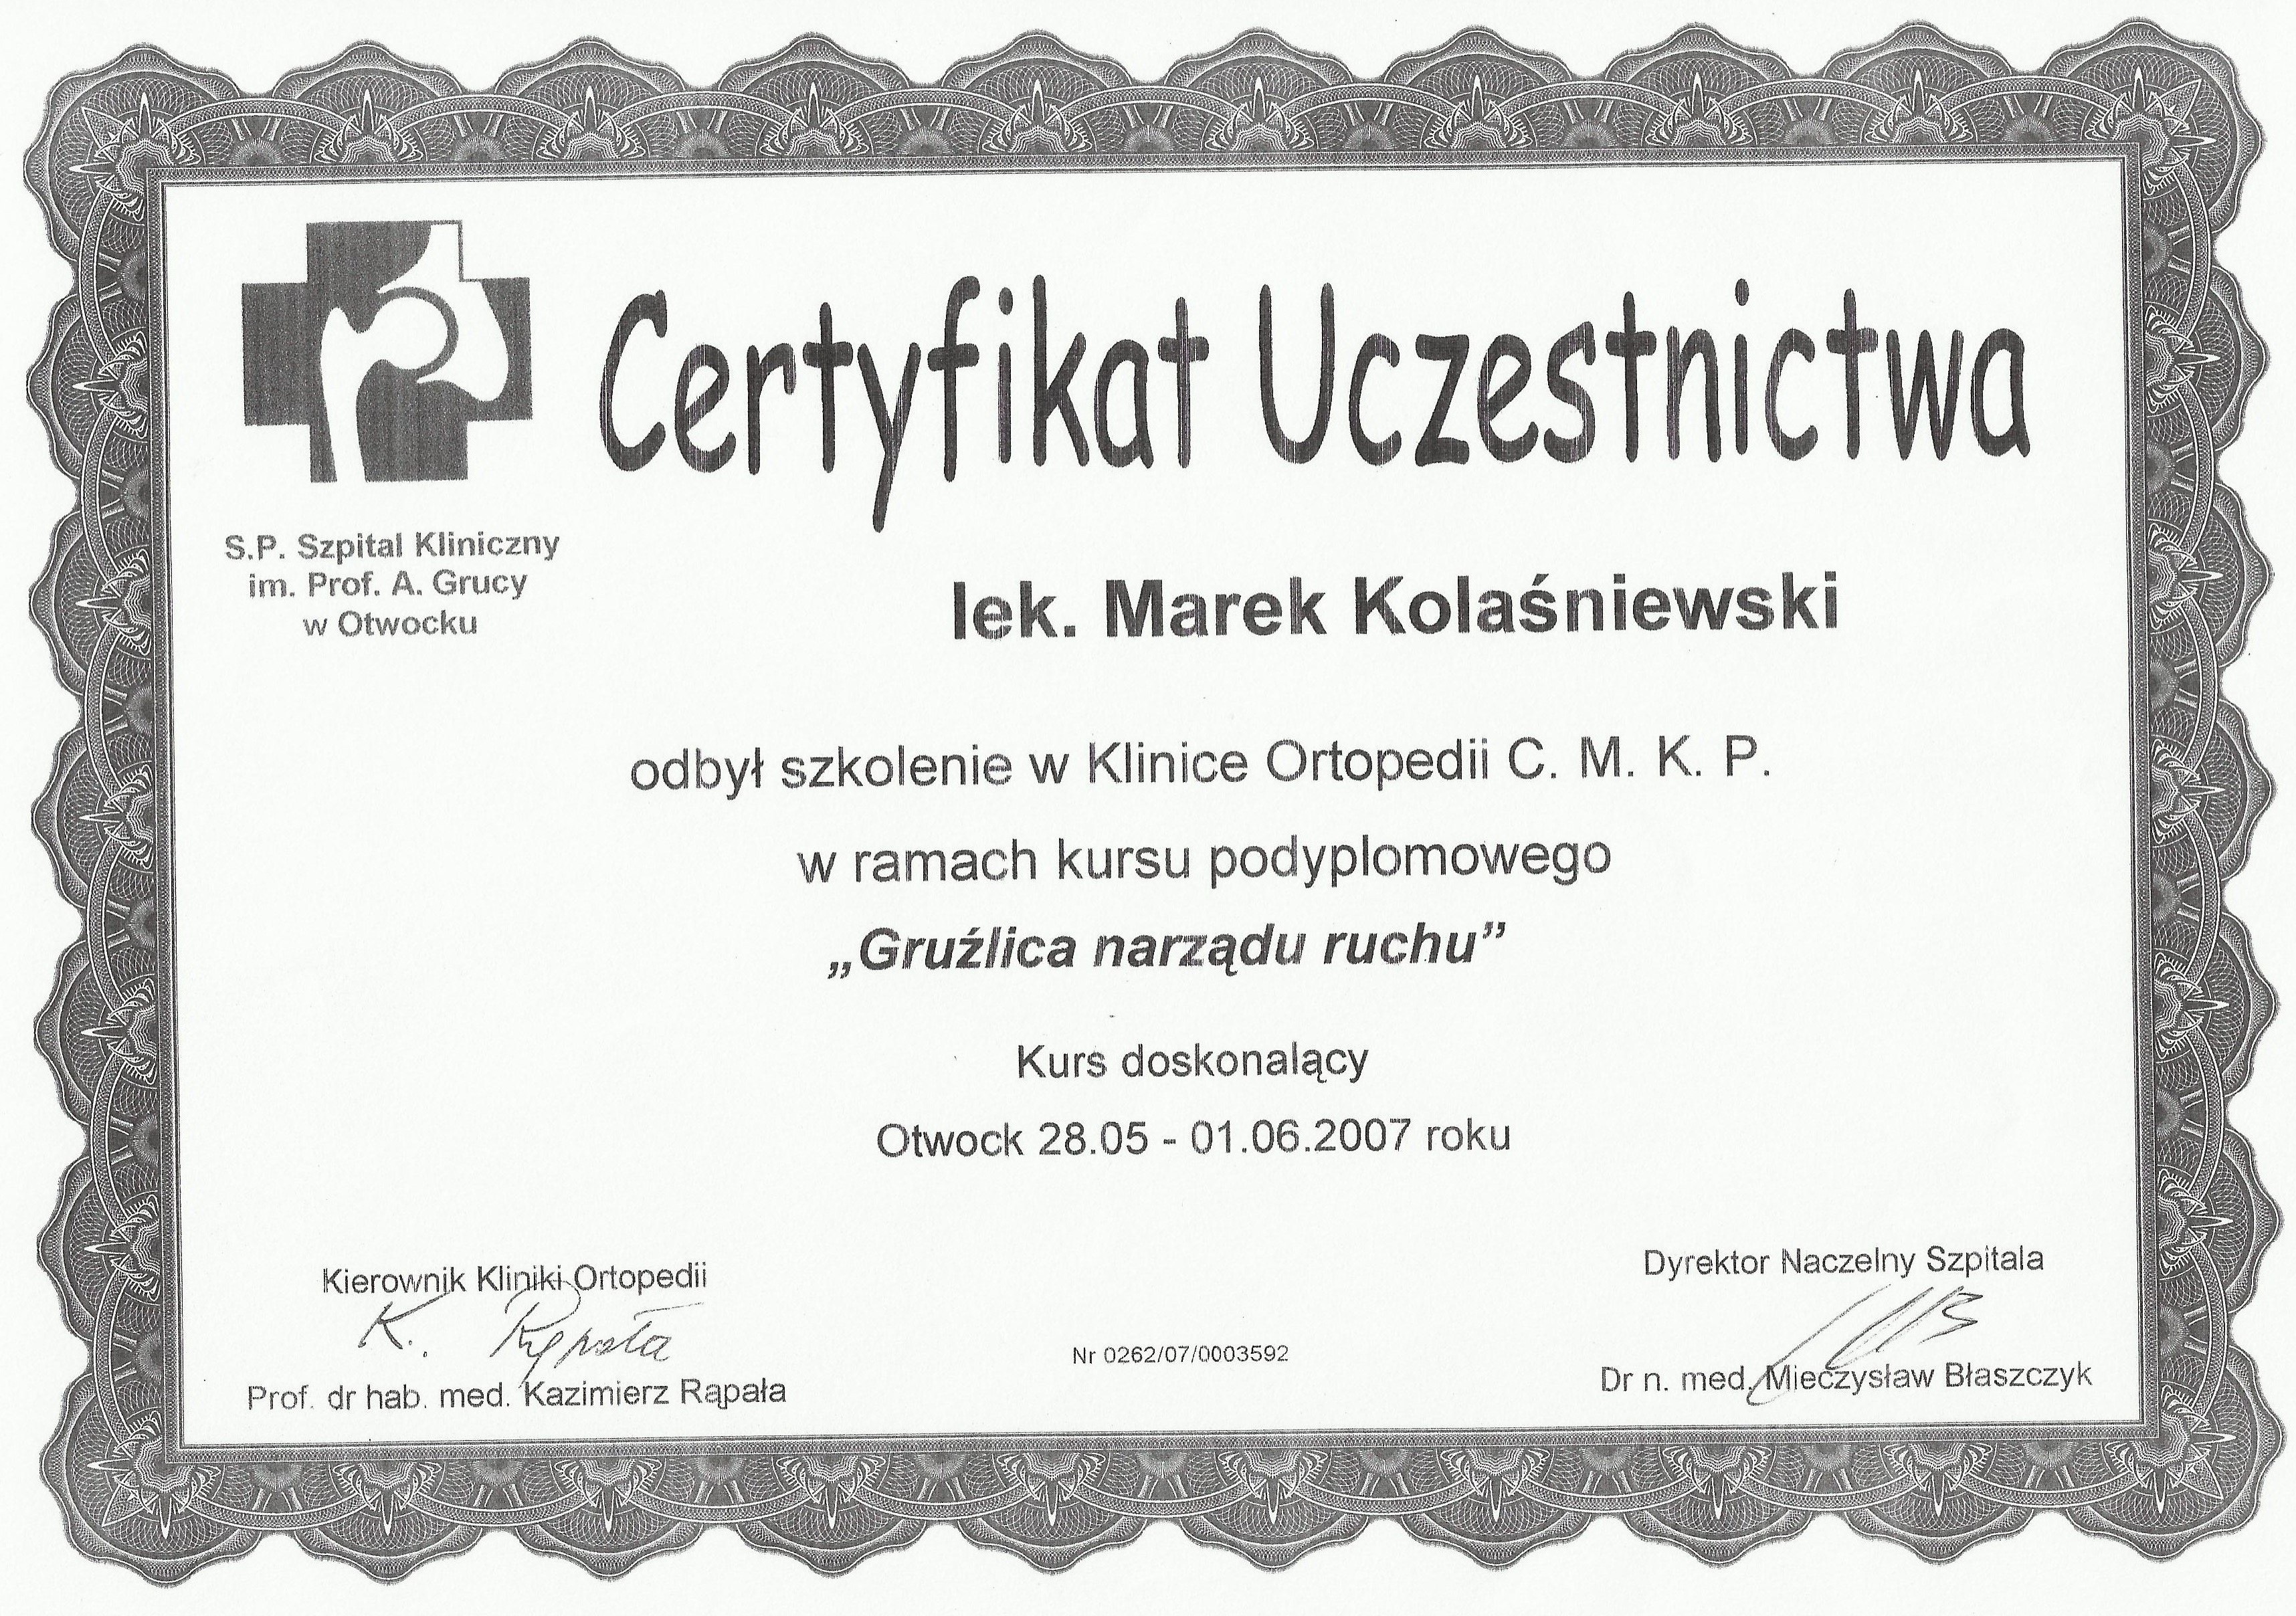 Certyfikat Uczestnictwa
S.P. Szpital Kliniczny
im. Prof. A. Grucy
w Otwocku
lek. Marek Kolaśniewski
odbył szkolenie w Klinice Ortopedii C. M. K. P.
w ramach kursu podyplomowego
„Gruźlica narządu ruchu”
Kurs doskonalący
Otwock 28.05 - 01.06.2007 roku
Kierownik Kliniki Ortopedii
K. Rąpała
Prof. dr hab. med. Kazimierz Rąpała
Nr 0262/07/0003592
Dyrektor Naczelny Szpitala
Dr n. med. Mieczysław Błaszczyk